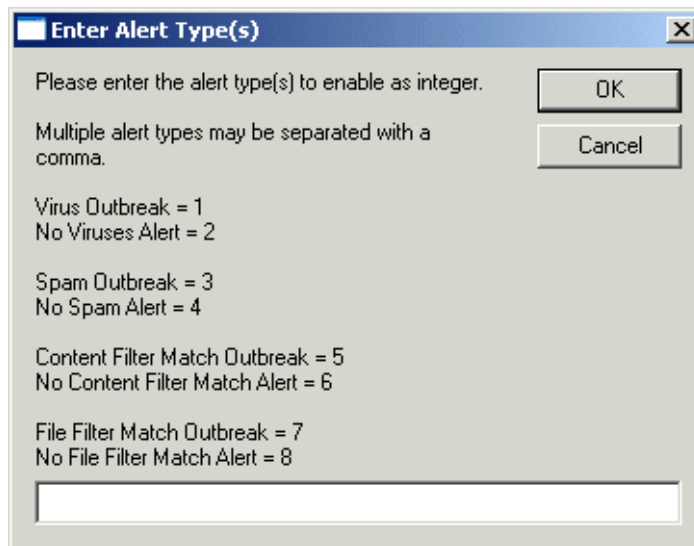 Enter Alert Type(s)
Please enter the alert type(s) to enable as integer.
OK
Multiple alert types may be separated with a
comma.
Cancel
Virus Outbreak = 1
No Viruses Alert = 2
Spam Outbreak = 3
No Spam Alert = 4
Content Filter Match Outbreak = 5
No Content Filter Match Alert = 6
File Filter Match Outbreak = 7
No File Filter Match Alert = 8